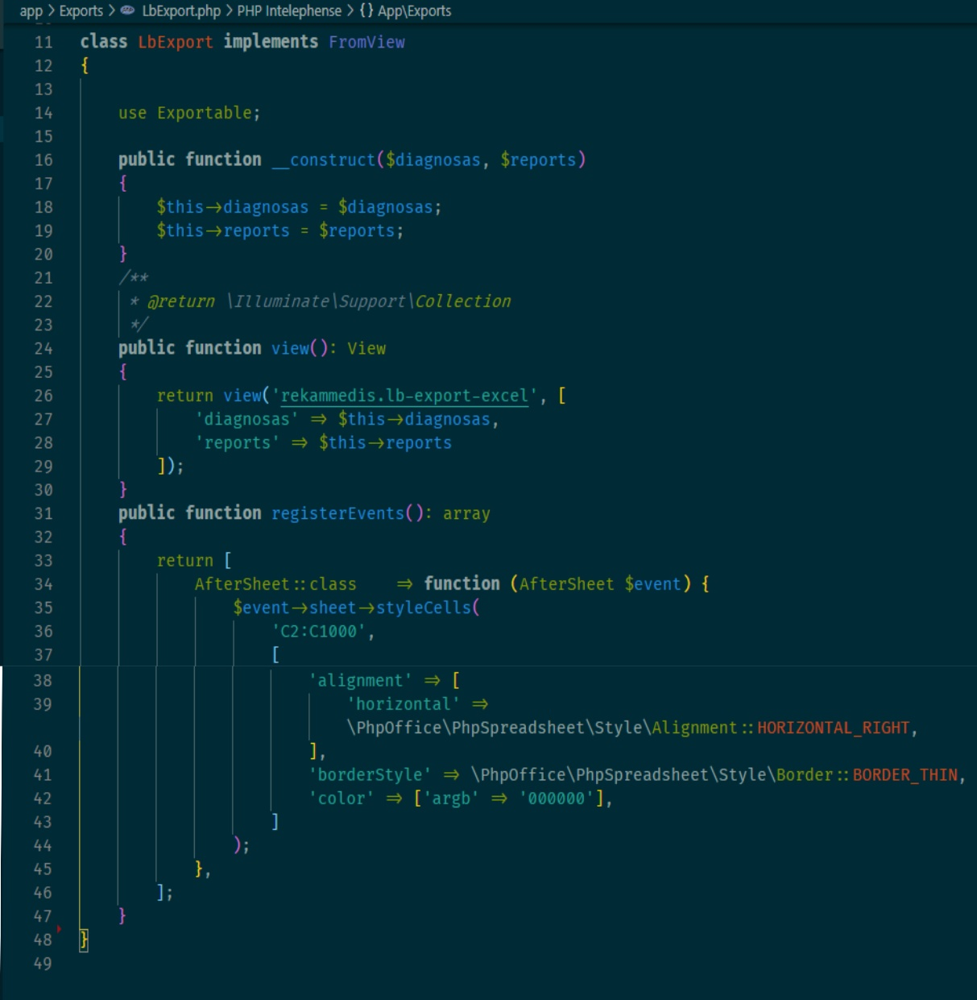 app > Exports > LbExport.php > PHP Intelephense > {} App\Exports
11 class LbExport implements FromView
12 {
13
14     use Exportable;
15
16     public function __construct($diagnosas, $reports)
17     {
18         $this->diagnosas = $diagnosas;
19         $this->reports = $reports;
20     }
21     /**
22      * @return \Illuminate\Support\Collection
23      */
24     public function view(): View
25     {
26         return view('rekammedis.lb-export-excel', [
27             'diagnosas' => $this->diagnosas,
28             'reports' => $this->reports
29         ]);
30     }
31     public function registerEvents(): array
32     {
33         return [
34             AfterSheet::class    => function (AfterSheet $event) {
35                 $event->sheet->styleCells(
36                     'C2:C1000',
37                     [
38                         'alignment' => [
39                             'horizontal' =>
                            \PhpOffice\PhpSpreadsheet\Style\Alignment::HORIZONTAL_RIGHT,
40                         ],
41                         'borderStyle' => \PhpOffice\PhpSpreadsheet\Style\Border::BORDER_THIN,
42                         'color' => ['argb' => '000000'],
43                     ]
44                 );
45             },
46         ];
47     }
48 }
49